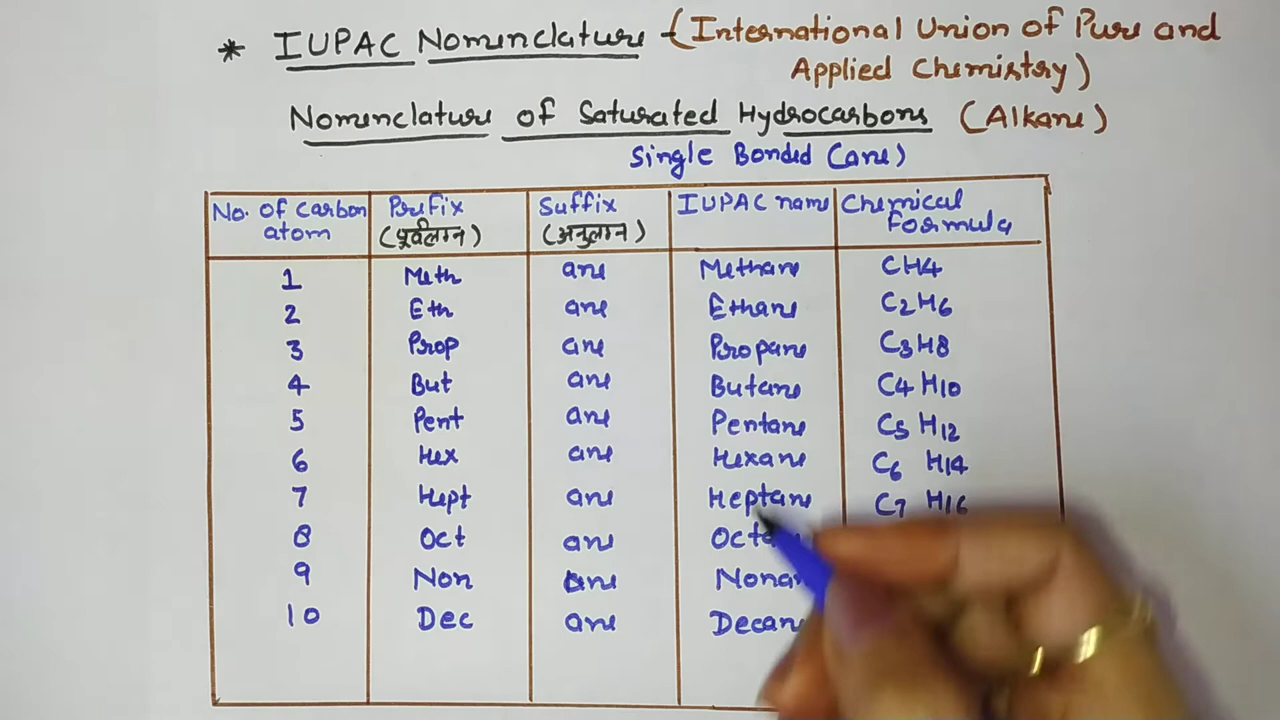 * IUPAC Nomenclature - (International Union of Pure and
Applied Chemistry)
Nomenclature of Saturated Hydrocarbons (Alkane)
Single Bonded (ane)
No. of carbon atom Prefix (पूर्वलग्न) Suffix (अनुलग्न) IUPAC name Chemical Formula
1 Meth ane Methane CH4
2 Eth ane Ethane C2H6
3 Prop ane Propane C3H8
4 But ane Butane C4H10
5 Pent ane Pentane C5H12
6 Hex ane Hexane C6 H14
7 Hept ane Heptane C7 H16
8 Oct ane
9 Non ane
10 Dec ane